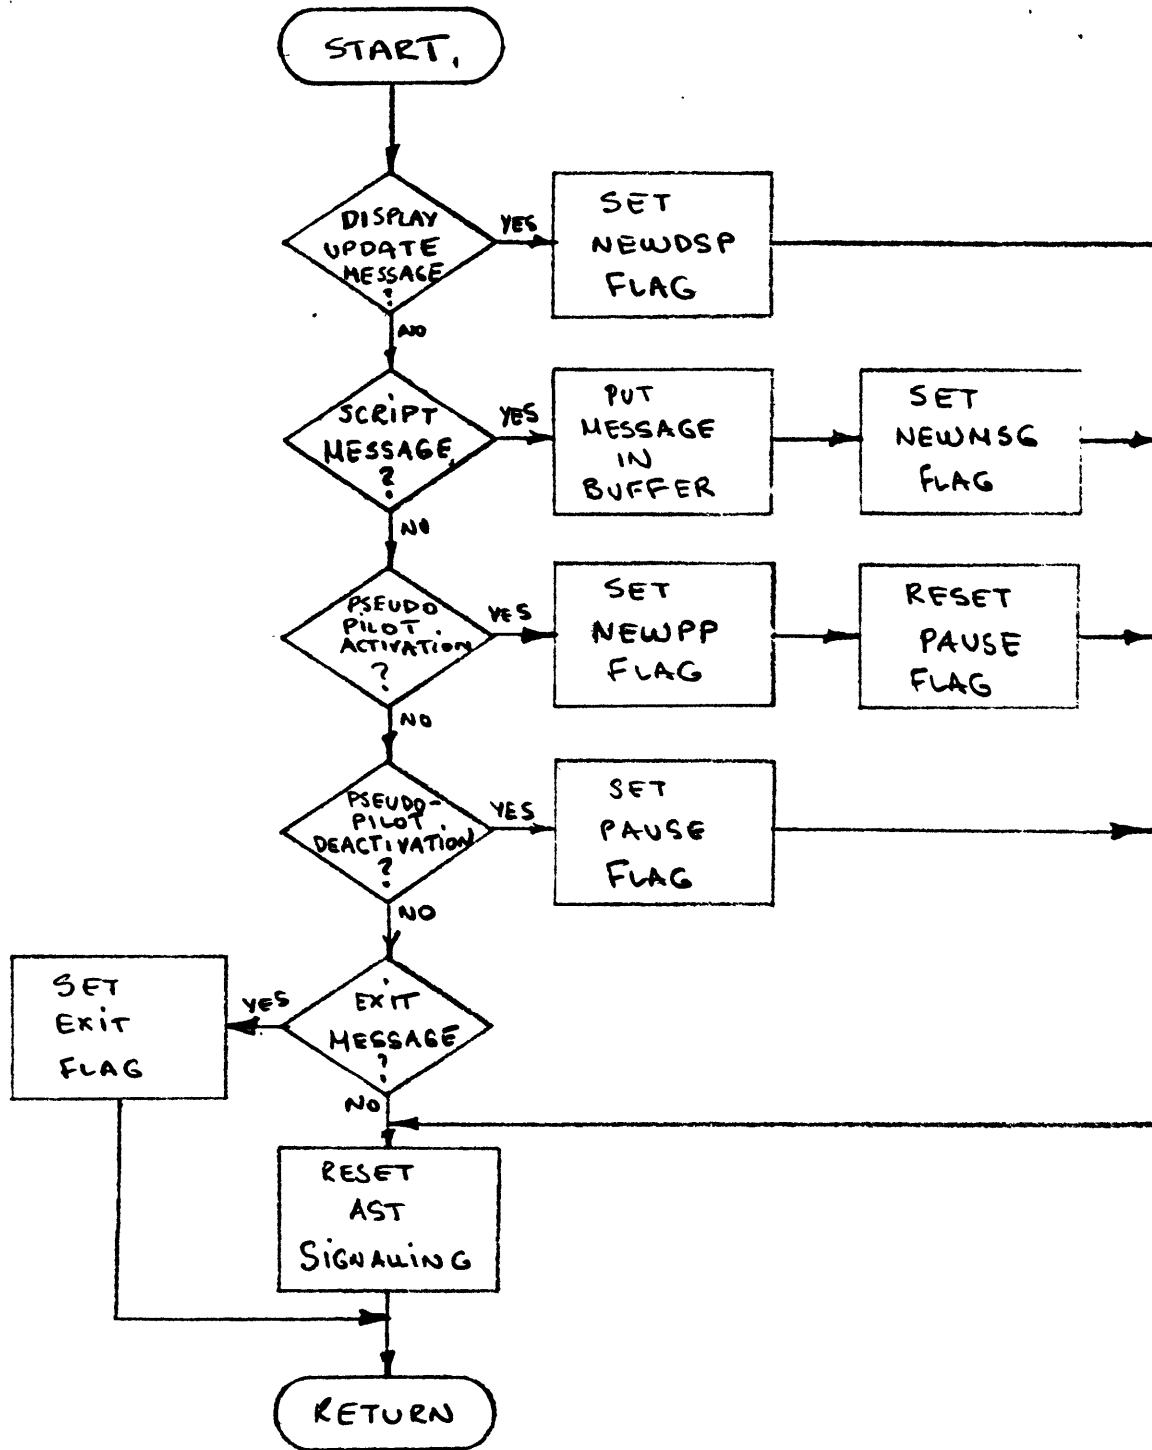 START.
DISPLAY
UPDATE
MESSAGE
?
YES
SET
NEWDSP
FLAG
NO
SCRIPT
MESSAGE
?
YES
PUT
MESSAGE
IN
BUFFER
SET
NEWMSG
FLAG
NO
PSEUDO
PILOT
ACTIVATION
?
YES
SET
NEWPP
FLAG
RESET
PAUSE
FLAG
NO
PSEUDO-
PILOT
DEACTIVATION
?
YES
SET
PAUSE
FLAG
NO
EXIT
MESSAGE
?
YES
SET
EXIT
FLAG
NO
RESET
AST
SIGNALLING
RETURN